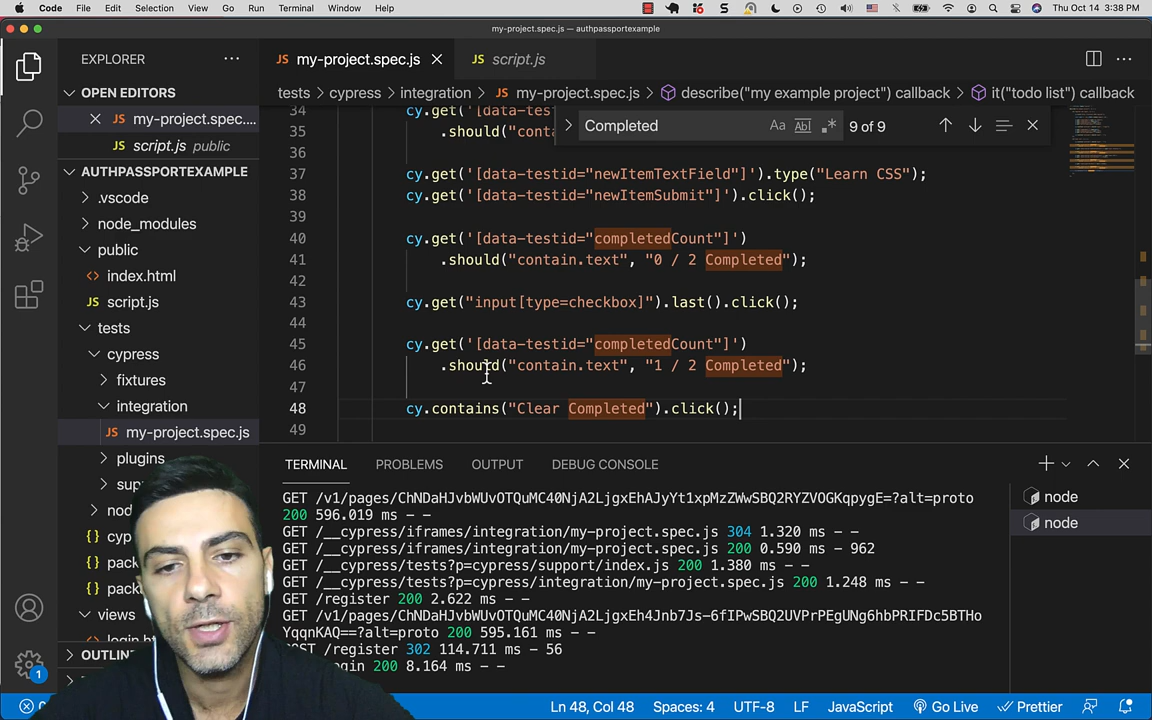 Code File Edit Selection View Go Run Terminal Window Help Thu Oct 14 3:38 PM
my-project.spec.js — authpassportexample
EXPLORER
OPEN EDITORS
JS my-project.spec....
JS script.js public
AUTHPASSPORTEXAMPLE
.vscode
node_modules
public
<> index.html
JS script.js
tests
cypress
fixtures
integration
JS my-project.spec.js
plugins
sup
nod
{} cyp
{} pack
{} pack
views
login.ht
OUTLINE
JS my-project.spec.js
JS script.js
tests > cypress > integration > JS my-project.spec.js > describe("my example project") callback > it("todo list") callback
Completed Aa Abl .* 9 of 9
34 cy.get('[data-tes
35 .should("conta
36
37 cy.get('[data-testid="newItemTextField"]').type("Learn CSS");
38 cy.get('[data-testid="newItemSubmit"]').click();
39
40 cy.get('[data-testid="completedCount"]')
41 .should("contain.text", "0 / 2 Completed");
42
43 cy.get("input[type=checkbox]").last().click();
44
45 cy.get('[data-testid="completedCount"]')
46 .should("contain.text", "1 / 2 Completed");
47
48 cy.contains("Clear Completed").click();
49
TERMINAL PROBLEMS OUTPUT DEBUG CONSOLE
GET /v1/pages/ChNDaHJvbWUvOTQuMC40NjA2LjgxEhAJyYt1xpMzZWwSBQ2RYZVOGKqpygE=?alt=proto
200 596.019 ms - -
GET /__cypress/iframes/integration/my-project.spec.js 304 1.320 ms - -
GET /__cypress/iframes/integration/my-project.spec.js 200 0.590 ms - 962
GET /__cypress/tests?p=cypress/support/index.js 200 1.380 ms - -
GET /__cypress/tests?p=cypress/integration/my-project.spec.js 200 1.248 ms - -
GET /register 200 2.622 ms - -
GET /v1/pages/ChNDaHJvbWUvOTQuMC40NjA2LjgxEh4Jnb7Js-6fIPwSBQ2UVPrPEgUNg6hbPRIFDc5BTHo
YqqnKAQ==?alt=proto 200 595.161 ms - -
OST /register 302 114.711 ms - 56
ogin 200 8.164 ms - -
node
node
1
Ln 48, Col 48 Spaces: 4 UTF-8 LF JavaScript Go Live Prettier